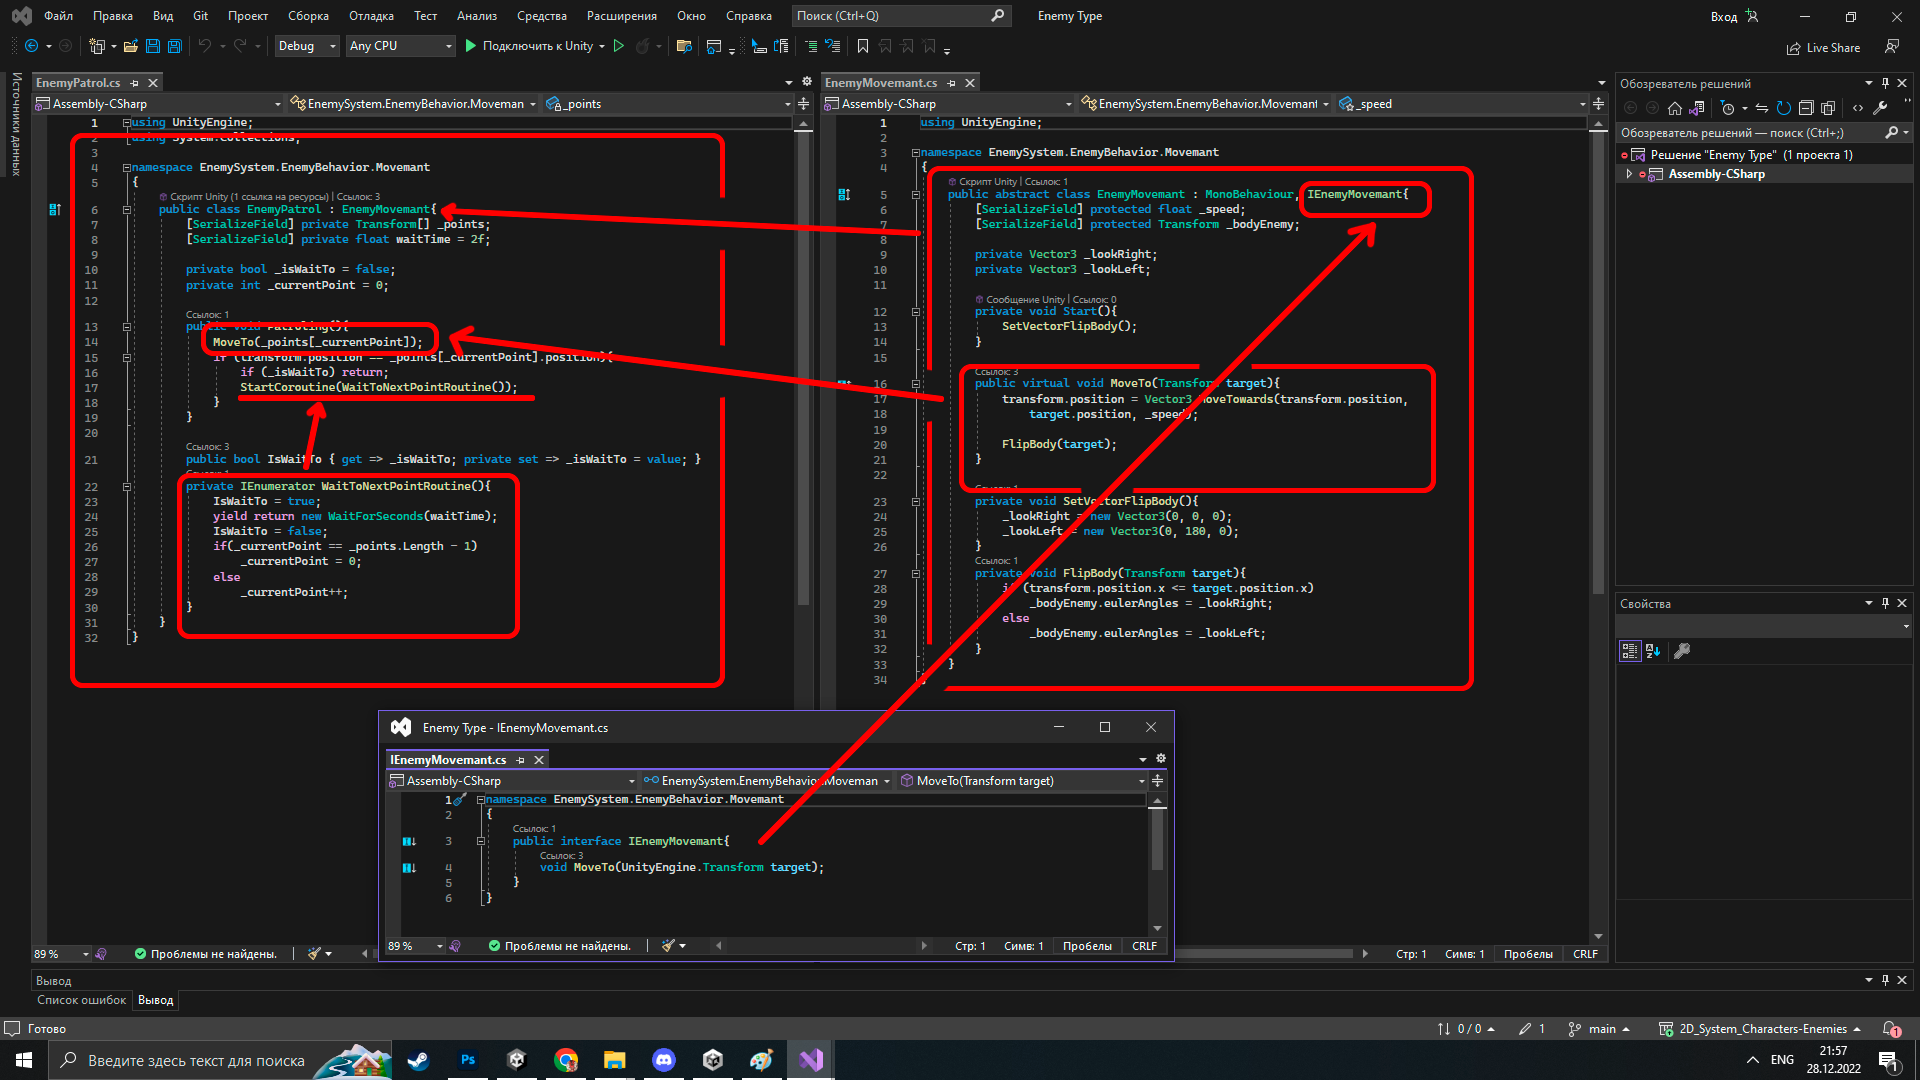 Файл Правка Вид Git Проект Сборка Отладка Тест Анализ Средства Расширения Окно Справка Поиск (Ctrl+Q) Enemy Type Вход
Debug Any CPU Подключить к Unity Live Share
Источники данных
EnemyPatrol.cs
Assembly-CSharp EnemySystem.EnemyBehavior.Moveman _points
1 using UnityEngine;
2 using System.Collections;
3
4 namespace EnemySystem.EnemyBehavior.Movemant
5 {
Скрипт Unity (1 ссылка на ресурсы) | Ссылок: 3
6 public class EnemyPatrol : EnemyMovemant{
7 [SerializeField] private Transform[] _points;
8 [SerializeField] private float waitTime = 2f;
9
10 private bool _isWaitTo = false;
11 private int _currentPoint = 0;
12
Ссылок: 1
13 public void Patroling(){
14 MoveTo(_points[_currentPoint]);
15 if (transform.position == _points[_currentPoint].position){
16 if (_isWaitTo) return;
17 StartCoroutine(WaitToNextPointRoutine());
18 }
19 }
20
Ссылок: 3
21 public bool IsWaitTo { get => _isWaitTo; private set => _isWaitTo = value; }
22 private IEnumerator WaitToNextPointRoutine(){
23 IsWaitTo = true;
24 yield return new WaitForSeconds(waitTime);
25 IsWaitTo = false;
26 if(_currentPoint == _points.Length - 1)
27 _currentPoint = 0;
28 else
29 _currentPoint++;
30 }
31 }
32 }
89 % Проблемы не найдены.
EnemyMovemant.cs
Assembly-CSharp EnemySystem.EnemyBehavior.Movemant _speed
1 using UnityEngine;
2
3 namespace EnemySystem.EnemyBehavior.Movemant
4 {
Скрипт Unity | Ссылок: 1
5 public abstract class EnemyMovemant : MonoBehaviour, IEnemyMovemant{
6 [SerializeField] protected float _speed;
7 [SerializeField] protected Transform _bodyEnemy;
8
9 private Vector3 _lookRight;
10 private Vector3 _lookLeft;
11
Сообщение Unity | Ссылок: 0
12 private void Start(){
13 SetVectorFlipBody();
14 }
15
Ссылок: 3
16 public virtual void MoveTo(Transform target){
17 transform.position = Vector3.MoveTowards(transform.position,
18 target.position, _speed);
19
20 FlipBody(target);
21 }
22
Ссылок: 1
23 private void SetVectorFlipBody(){
24 _lookRight = new Vector3(0, 0, 0);
25 _lookLeft = new Vector3(0, 180, 0);
26 }
Ссылок: 1
27 private void FlipBody(Transform target){
28 if (transform.position.x <= target.position.x)
29 _bodyEnemy.eulerAngles = _lookRight;
30 else
31 _bodyEnemy.eulerAngles = _lookLeft;
32 }
33 }
34 }
Стр: 1 Симв: 1 Пробелы CRLF
Enemy Type - IEnemyMovemant.cs
IEnemyMovemant.cs
Assembly-CSharp EnemySystem.EnemyBehavior.Moveman MoveTo(Transform target)
1 namespace EnemySystem.EnemyBehavior.Movemant
2 {
Ссылок: 1
3 public interface IEnemyMovemant{
Ссылок: 3
4 void MoveTo(UnityEngine.Transform target);
5 }
6 }
89 % Проблемы не найдены. Стр: 1 Симв: 1 Пробелы CRLF
Обозреватель решений
Обозреватель решений — поиск (Ctrl+;)
Решение "Enemy Type" (1 проекта 1)
Assembly-CSharp
Свойства
Вывод
Список ошибок Вывод
Готово 0 / 0 1 main 2D_System_Characters-Enemies 1
Введите здесь текст для поиска Ps ENG 21:57
28.12.2022 1